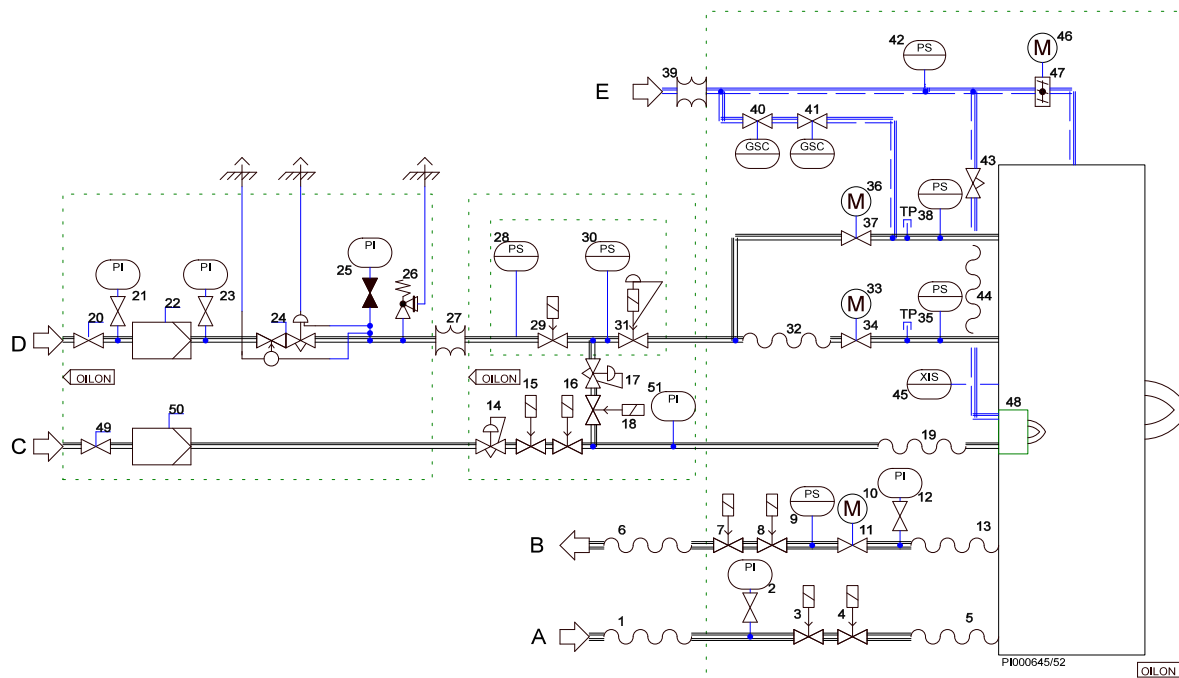 42
PS
46
M
47
39
E
40
41
GSC
GSC
43
36
M
37
TP
38
PS
PI
25
26
28
PS
30
PS
PI
21
22
PI
23
33
M
34
TP
35
PS
44
20
24
27
29
31
32
D
OILON
OILON
17
XIS
45
15
16
51
PI
14
18
48
49
50
C
19
6
7
8
PS
9
10
M
11
PI
12
13
B
PI
2
1
3
4
5
A
PI000645/52
OILON